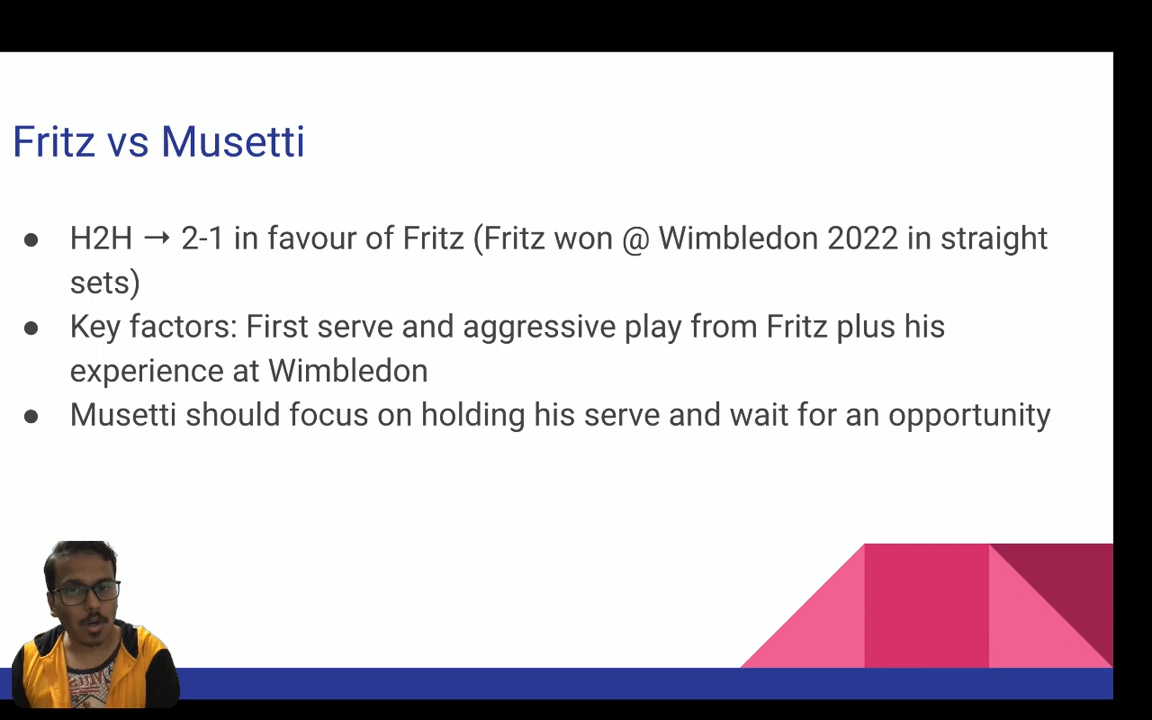 Fritz vs Musetti
● H2H → 2-1 in favour of Fritz (Fritz won @ Wimbledon 2022 in straight
sets)
● Key factors: First serve and aggressive play from Fritz plus his
experience at Wimbledon
● Musetti should focus on holding his serve and wait for an opportunity